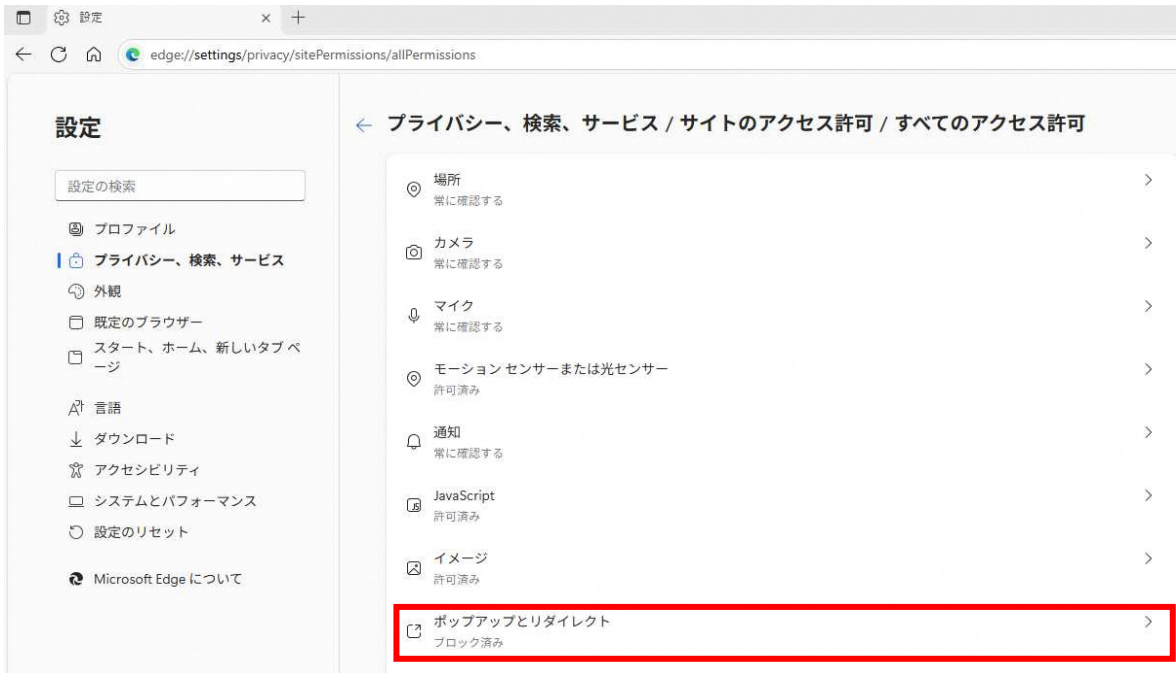 設定
edge://settings/privacy/sitePermissions/allPermissions
設定
設定の検索
プロファイル
プライバシー、検索、サービス
外観
既定のブラウザー
スタート、ホーム、新しいタブ ペ
ージ
言語
ダウンロード
アクセシビリティ
システムとパフォーマンス
設定のリセット
Microsoft Edge について
プライバシー、検索、サービス / サイトのアクセス許可 / すべてのアクセス許可
場所
常に確認する
カメラ
常に確認する
マイク
常に確認する
モーション センサーまたは光センサー
許可済み
通知
常に確認する
JavaScript
許可済み
イメージ
許可済み
ポップアップとリダイレクト
ブロック済み